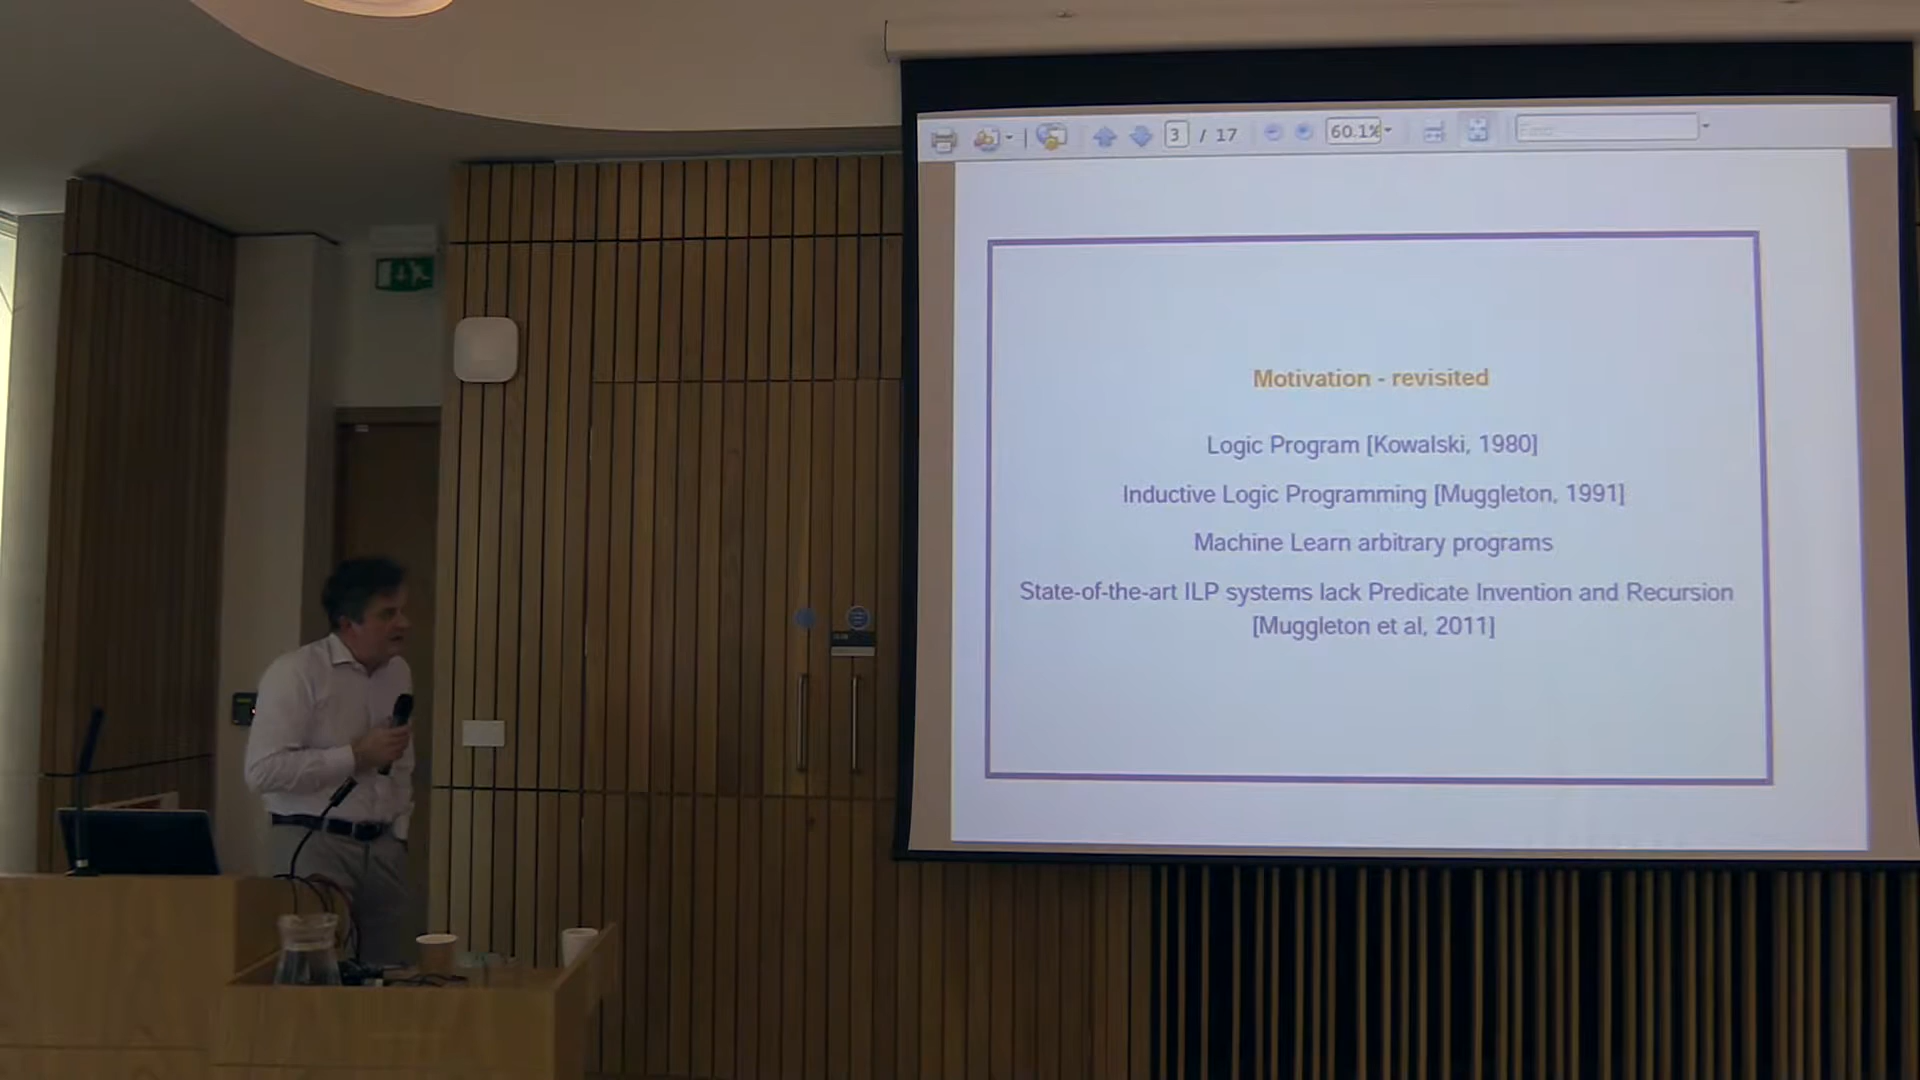 3 / 17 60.1%
Motivation - revisited
Logic Program [Kowalski, 1980]
Inductive Logic Programming [Muggleton, 1991]
Machine Learn arbitrary programs
State-of-the-art ILP systems lack Predicate Invention and Recursion
[Muggleton et al, 2011]